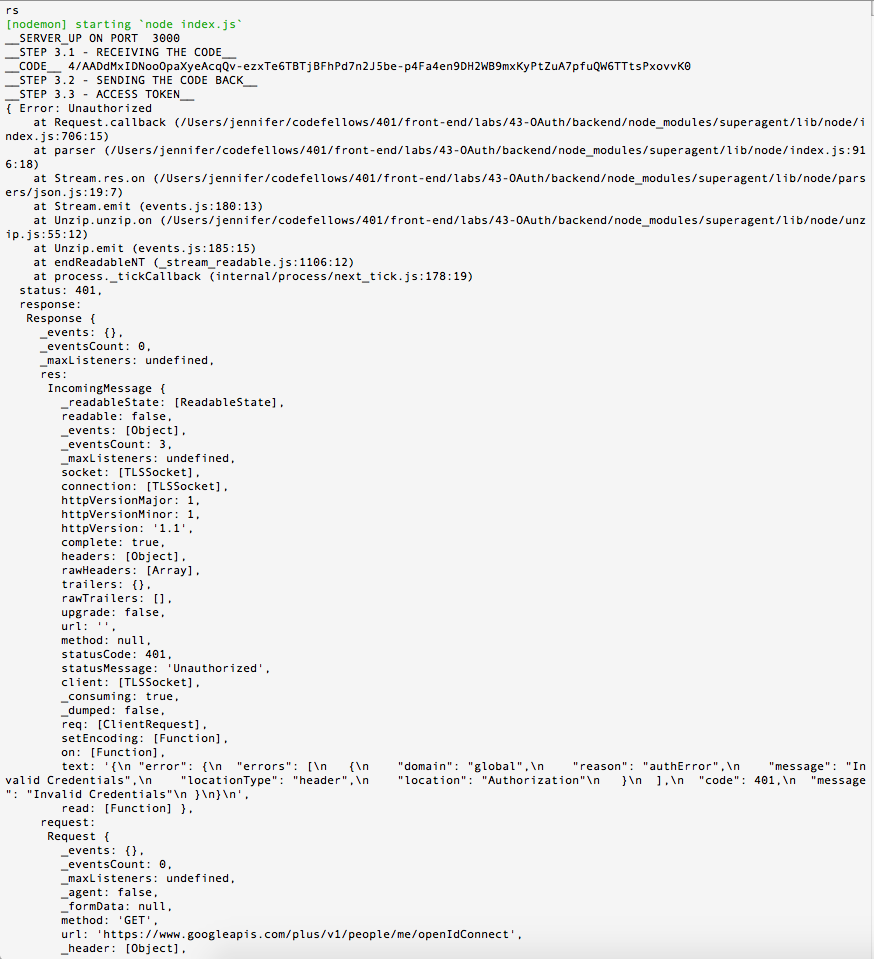 rs
[nodemon] starting `node index.js`
__SERVER_UP ON PORT  3000
__STEP 3.1 - RECEIVING THE CODE__
__CODE__ 4/AADdMxIDNooOpaXyeAcqQv-ezxTe6TBTjBFhPd7n2J5be-p4Fa4en9DH2WB9mxKyPtZuA7pfuQW6TTtsPxovvK0
__STEP 3.2 - SENDING THE CODE BACK__
__STEP 3.3 - ACCESS TOKEN__
{ Error: Unauthorized
    at Request.callback (/Users/jennifer/codefellows/401/front-end/labs/43-OAuth/backend/node_modules/superagent/lib/node/i
ndex.js:706:15)
    at parser (/Users/jennifer/codefellows/401/front-end/labs/43-OAuth/backend/node_modules/superagent/lib/node/index.js:91
6:18)
    at Stream.res.on (/Users/jennifer/codefellows/401/front-end/labs/43-OAuth/backend/node_modules/superagent/lib/node/pars
ers/json.js:19:7)
    at Stream.emit (events.js:180:13)
    at Unzip.unzip.on (/Users/jennifer/codefellows/401/front-end/labs/43-OAuth/backend/node_modules/superagent/lib/node/unz
ip.js:55:12)
    at Unzip.emit (events.js:185:15)
    at endReadableNT (_stream_readable.js:1106:12)
    at process._tickCallback (internal/process/next_tick.js:178:19)
  status: 401,
  response:
   Response {
     _events: {},
     _eventsCount: 0,
     _maxListeners: undefined,
     res:
      IncomingMessage {
        _readableState: [ReadableState],
        readable: false,
        _events: [Object],
        _eventsCount: 3,
        _maxListeners: undefined,
        socket: [TLSSocket],
        connection: [TLSSocket],
        httpVersionMajor: 1,
        httpVersionMinor: 1,
        httpVersion: '1.1',
        complete: true,
        headers: [Object],
        rawHeaders: [Array],
        trailers: {},
        rawTrailers: [],
        upgrade: false,
        url: '',
        method: null,
        statusCode: 401,
        statusMessage: 'Unauthorized',
        client: [TLSSocket],
        _consuming: true,
        _dumped: false,
        req: [ClientRequest],
        setEncoding: [Function],
        on: [Function],
        text: '{\n "error": {\n  "errors": [\n   {\n    "domain": "global",\n    "reason": "authError",\n    "message": "In
valid Credentials",\n    "locationType": "header",\n    "location": "Authorization"\n   }\n  ],\n  "code": 401,\n  "message
": "Invalid Credentials"\n }\n}\n',
        read: [Function] },
     request:
      Request {
        _events: {},
        _eventsCount: 0,
        _maxListeners: undefined,
        _agent: false,
        _formData: null,
        method: 'GET',
        url: 'https://www.googleapis.com/plus/v1/people/me/openIdConnect',
        _header: [Object],